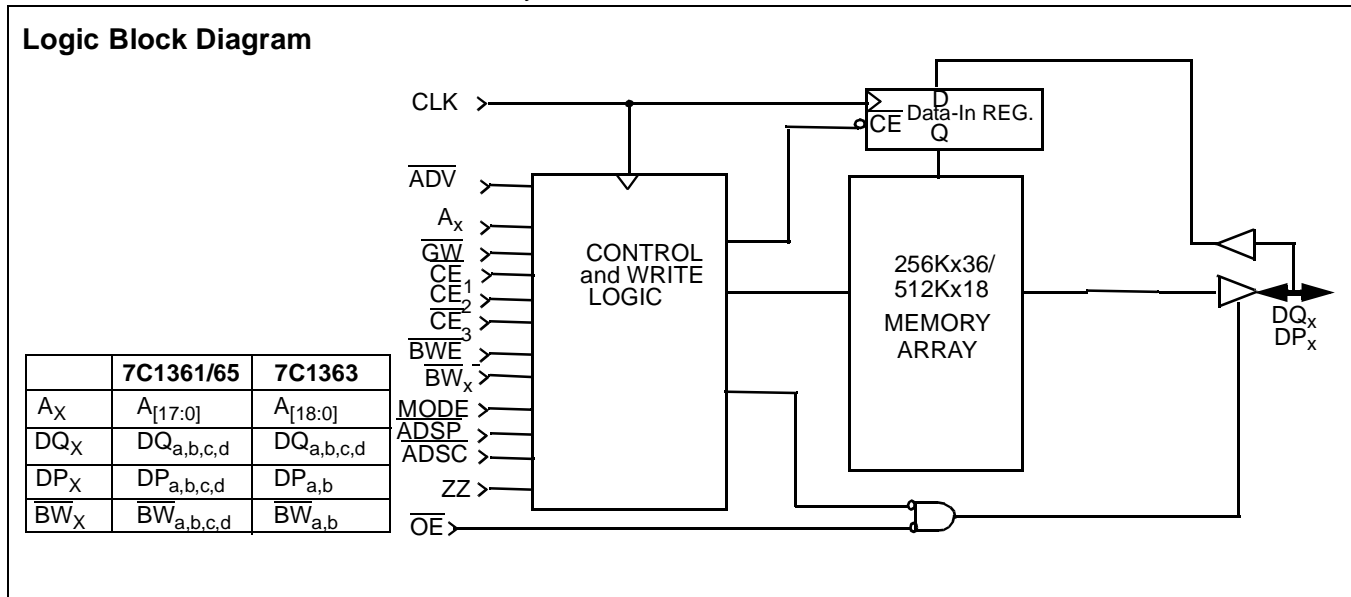 Logic Block Diagram
CLK
D
CE Data-In REG.
Q
ADV
Ax
GW
CE1
CE2
CE3
BWE
BWx
MODE
ADSP
ADSC
ZZ
OE
CONTROL
and WRITE
LOGIC
256Kx36/
512Kx18
MEMORY
ARRAY
DQx
DPx
7C1361/65 7C1363
AX A[17:0] A[18:0]
DQX DQa,b,c,d DQa,b,c,d
DPX DPa,b,c,d DPa,b
BWX BWa,b,c,d BWa,b